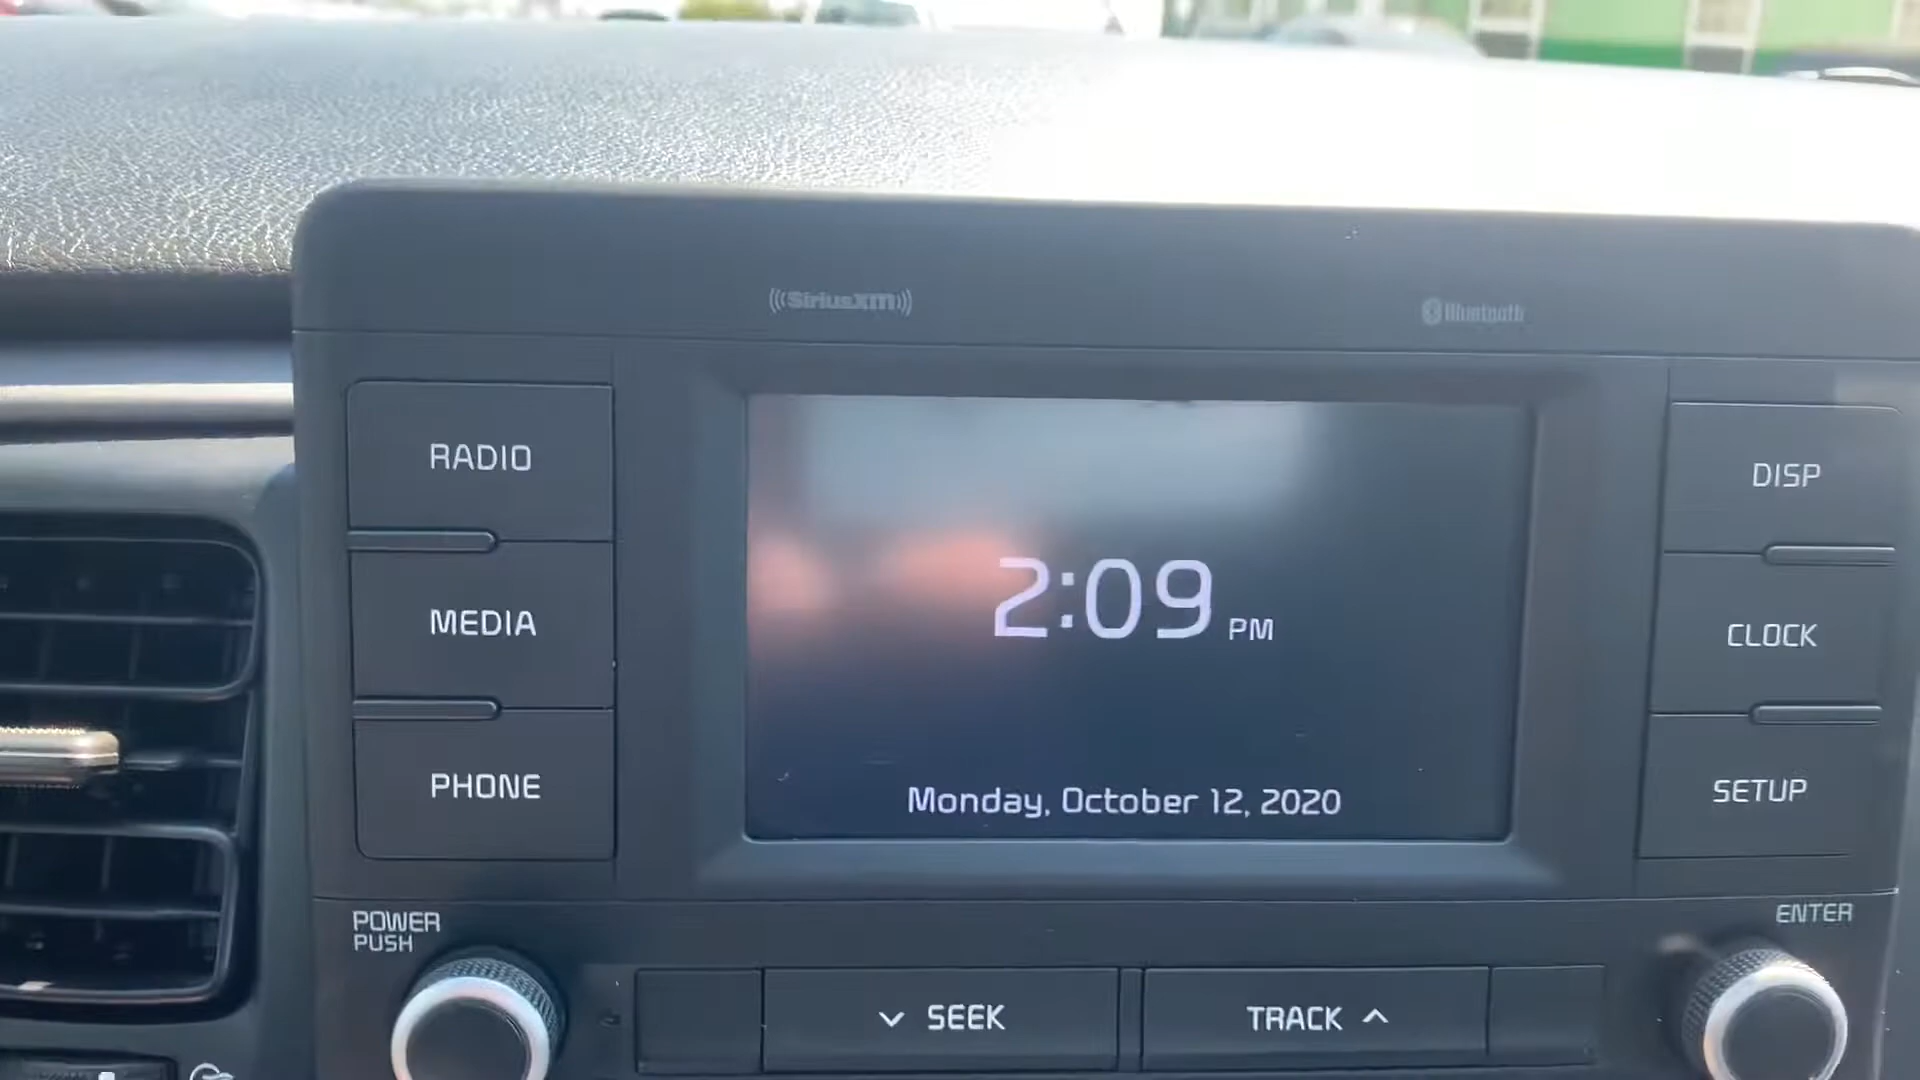 SiriusXM
Bluetooth
RADIO
MEDIA
PHONE
2:09 PM
Monday, October 12, 2020
DISP
CLOCK
SETUP
POWER
PUSH
SEEK
TRACK
ENTER